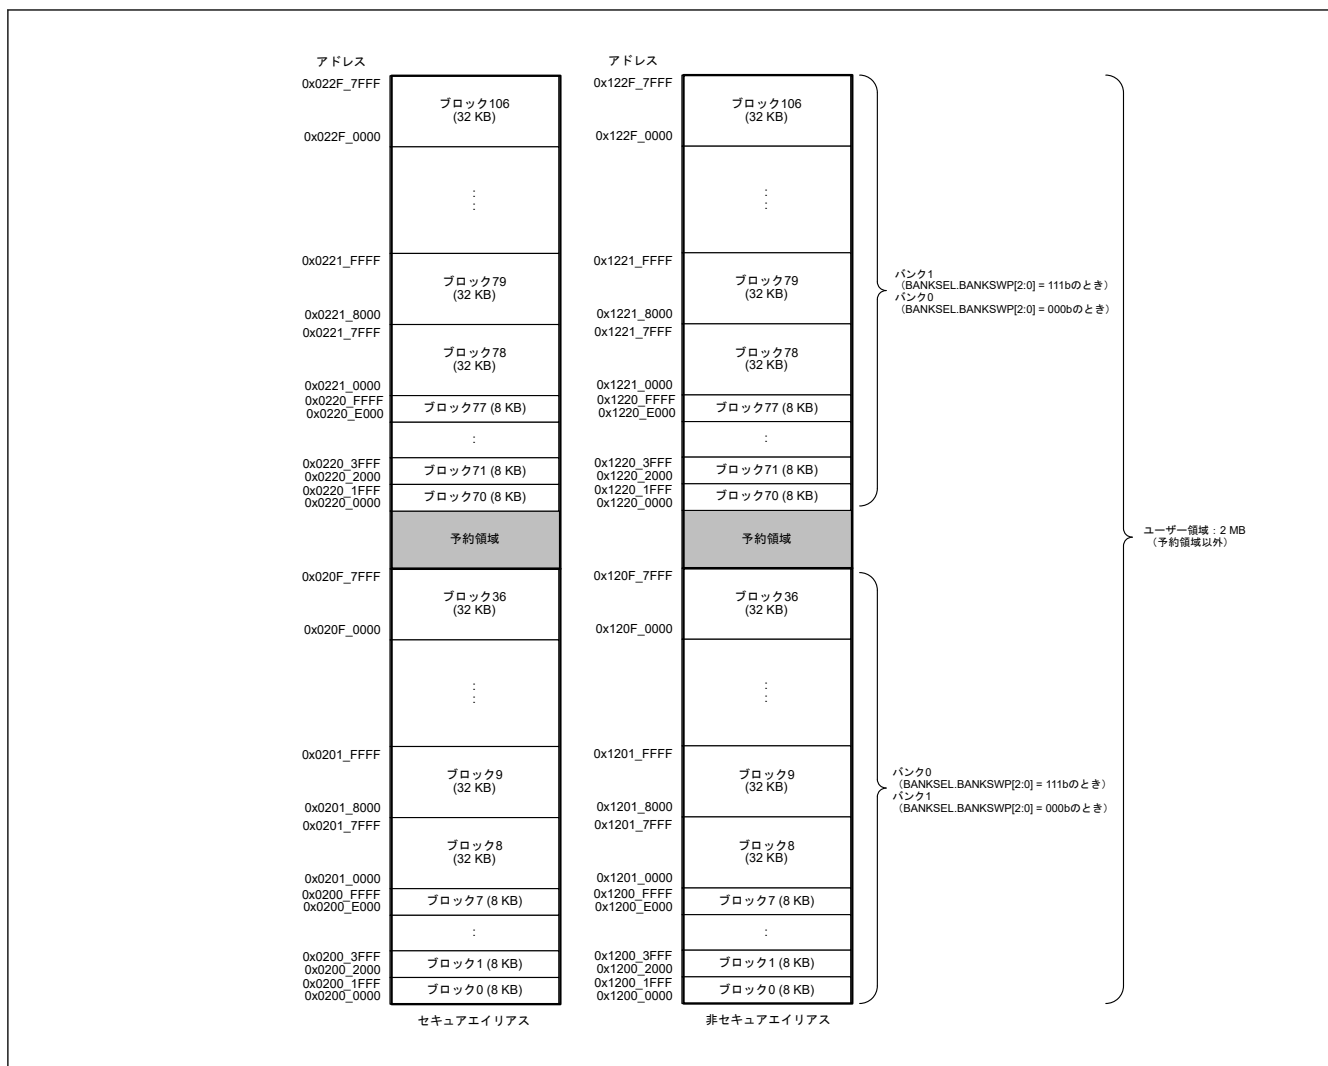 アドレス
0x022F_7FFF
ブロック106
(32 KB)
0x022F_0000
:
:
0x0221_FFFF
ブロック79
(32 KB)
0x0221_8000
0x0221_7FFF
ブロック78
(32 KB)
0x0221_0000
0x0220_FFFF
ブロック77 (8 KB)
0x0220_E000
:
0x0220_3FFF
ブロック71 (8 KB)
0x0220_2000
0x0220_1FFF
ブロック70 (8 KB)
0x0220_0000
予約領域
0x020F_7FFF
ブロック36
(32 KB)
0x020F_0000
:
:
0x0201_FFFF
ブロック9
(32 KB)
0x0201_8000
0x0201_7FFF
ブロック8
(32 KB)
0x0201_0000
0x0200_FFFF
ブロック7 (8 KB)
0x0200_E000
:
0x0200_3FFF
ブロック1 (8 KB)
0x0200_2000
0x0200_1FFF
ブロック0 (8 KB)
0x0200_0000
セキュアエイリアス
アドレス
0x122F_7FFF
ブロック106
(32 KB)
0x122F_0000
:
:
0x1221_FFFF
ブロック79
(32 KB)
0x1221_8000
0x1221_7FFF
ブロック78
(32 KB)
0x1221_0000
0x1220_FFFF
ブロック77 (8 KB)
0x1220_E000
:
0x1220_3FFF
ブロック71 (8 KB)
0x1220_2000
0x1220_1FFF
ブロック70 (8 KB)
0x1220_0000
予約領域
0x120F_7FFF
ブロック36
(32 KB)
0x120F_0000
:
:
0x1201_FFFF
ブロック9
(32 KB)
0x1201_8000
0x1201_7FFF
ブロック8
(32 KB)
0x1201_0000
0x1200_FFFF
ブロック7 (8 KB)
0x1200_E000
:
0x1200_3FFF
ブロック1 (8 KB)
0x1200_2000
0x1200_1FFF
ブロック0 (8 KB)
0x1200_0000
非セキュアエイリアス
バンク1
（BANKSEL.BANKSWP[2:0] = 111bのとき）
バンク0
（BANKSEL.BANKSWP[2:0] = 000bのとき）
バンク0
（BANKSEL.BANKSWP[2:0] = 111bのとき）
バンク1
（BANKSEL.BANKSWP[2:0] = 000bのとき）
ユーザー領域：2 MB
（予約領域以外）